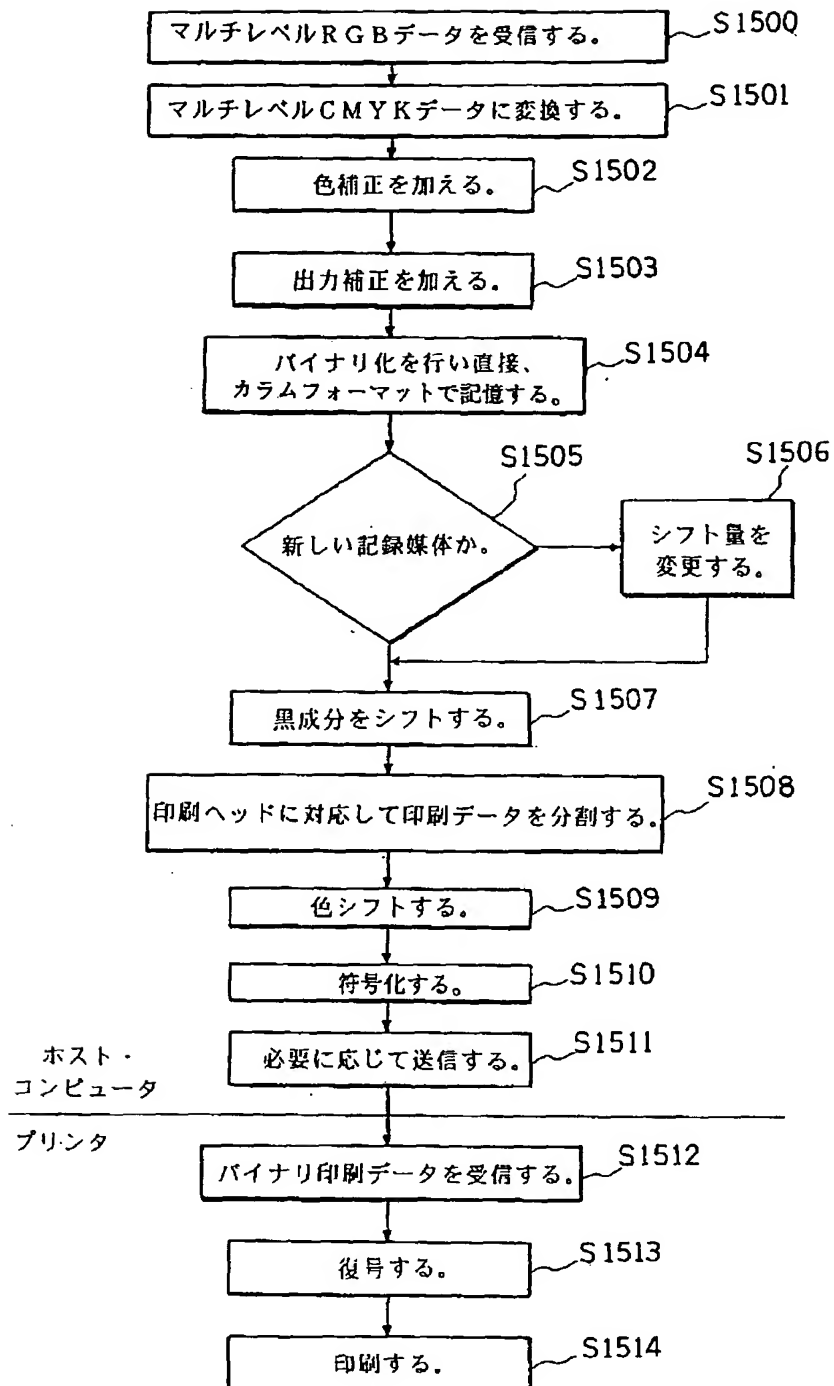 マルチレベルRGBデータを受信する。
S1500
マルチレベルCMYKデータに変換する。
S1501
色補正を加える。
S1502
出力補正を加える。
S1503
バイナリ化を行い直接、
カラムフォーマットで記憶する。
S1504
新しい記録媒体か。
S1505
シフト量を
変更する。
S1506
黒成分をシフトする。
S1507
印刷ヘッドに対応して印刷データを分割する。
S1508
色シフトする。
S1509
符号化する。
S1510
必要に応じて送信する。
S1511
ホスト・
コンピュータ
プリンタ
バイナリ印刷データを受信する。
S1512
復号する。
S1513
印刷する。
S1514